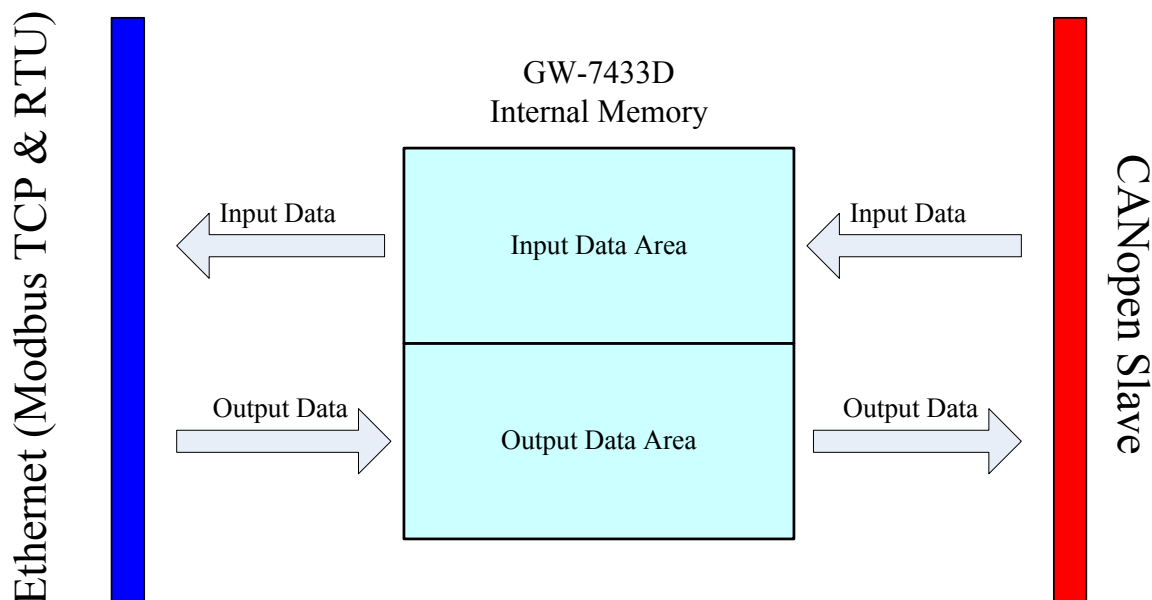 Ethernet (Modbus TCP & RTU)
GW-7433D
Internal Memory
Input Data
Input Data Area
Input Data
Output Data
Output Data Area
Output Data
CANopen Slave